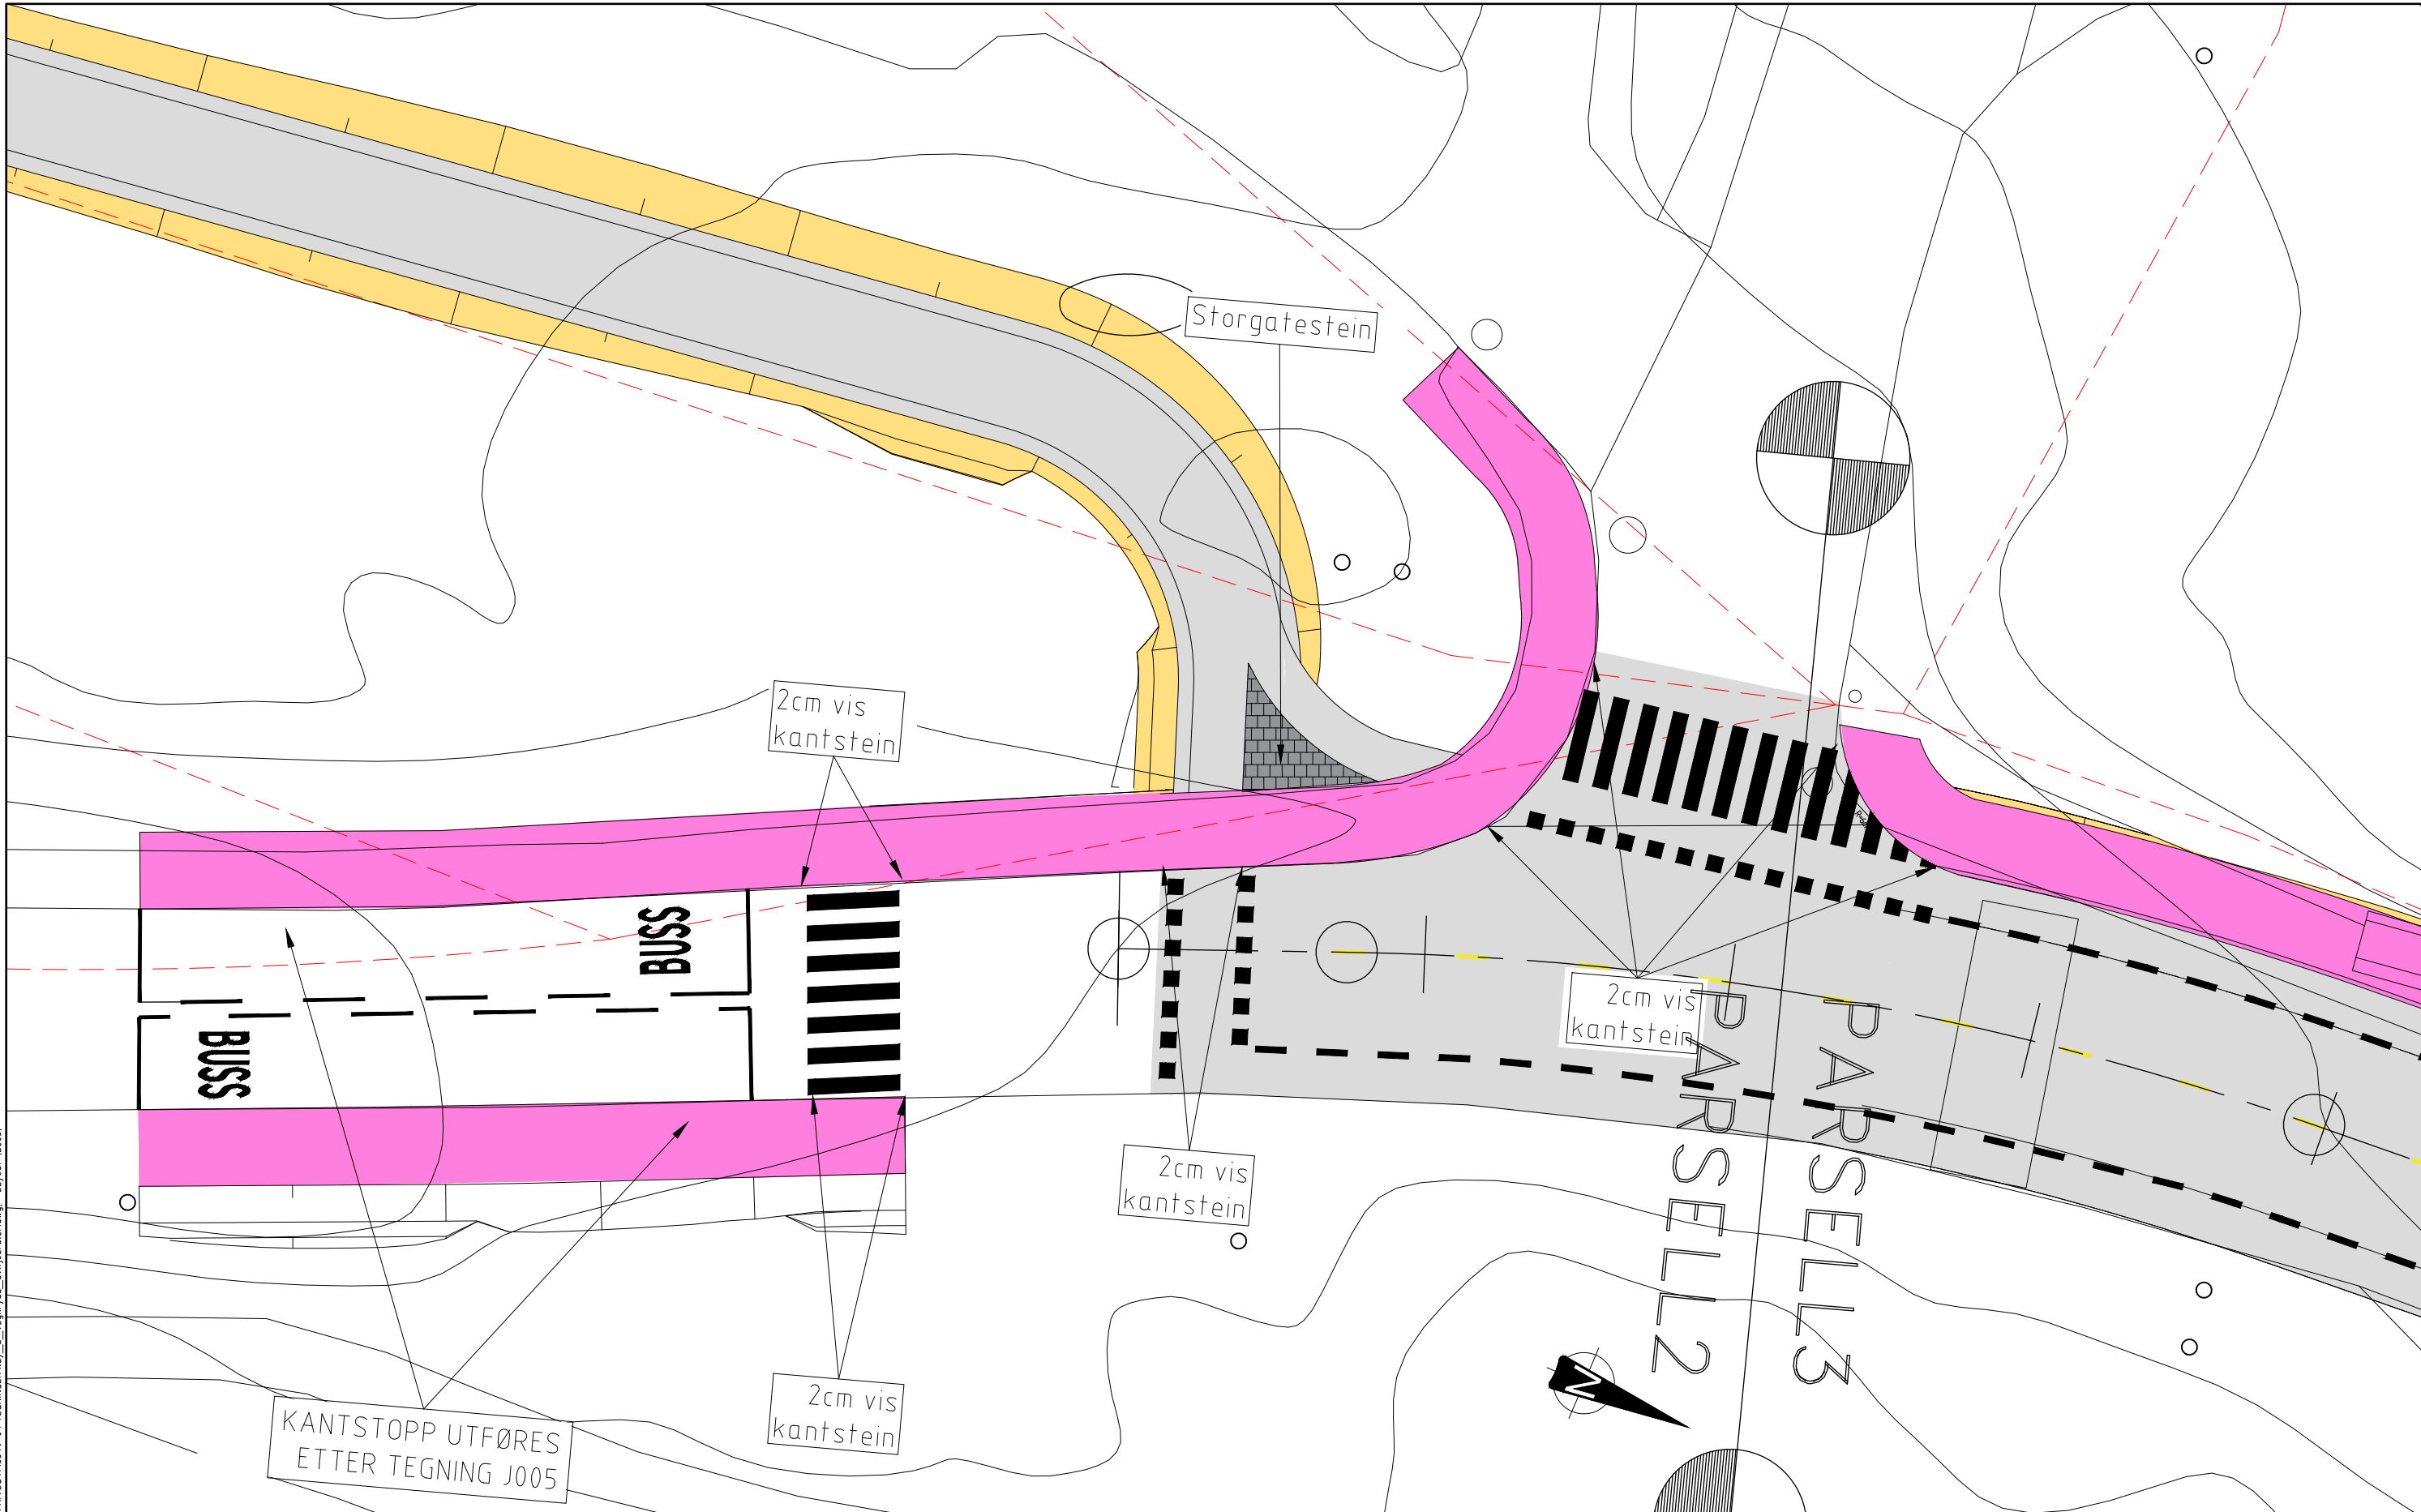 Storgatestein
2cm vis
kantstein
BUSS
BUSS
2cm vis
kantstein
PARSELL2
PARSELL3
2cm vis
kantstein
2cm vis
kantstein
N
KANTSTOPP UTFØRES
ETTER TEGNING J005